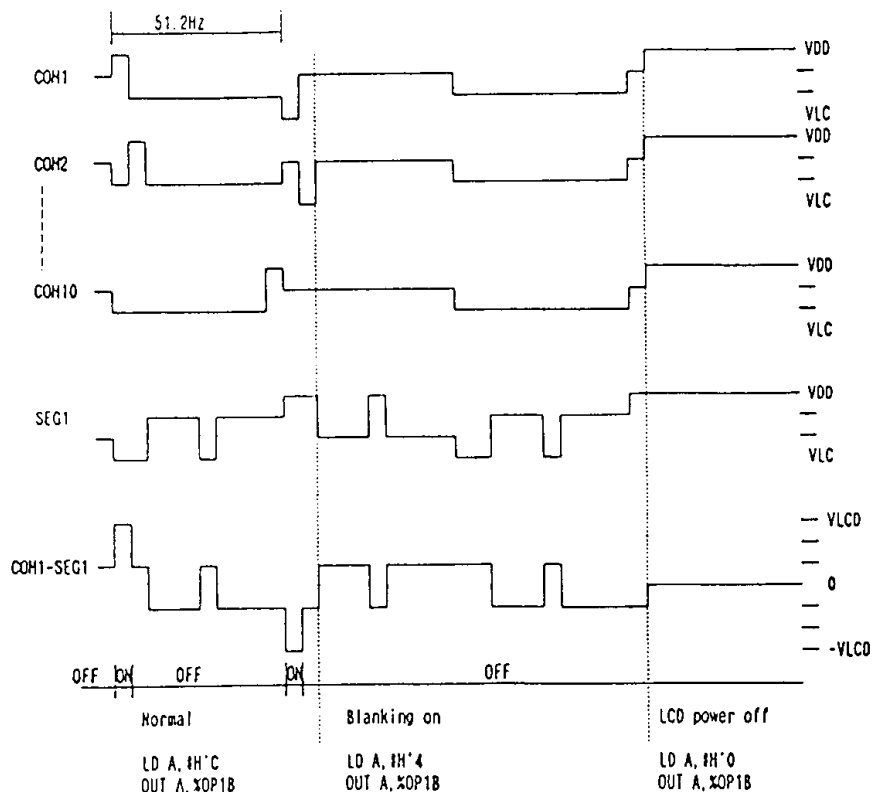 51.2Hz
COM1
VDD
VLC
COM2
VDD
VLC
COM10
VDD
VLC
SEG1
VDD
VLC
COM1-SEG1
VLCD
0
-VLCD
OFF ON OFF ON OFF
Normal
Blanking on
LCD power off
LD A,#H'C
LD A,#H'4
LD A,#H'0
OUT A,%OP1B
OUT A,%OP1B
OUT A,%OP1B